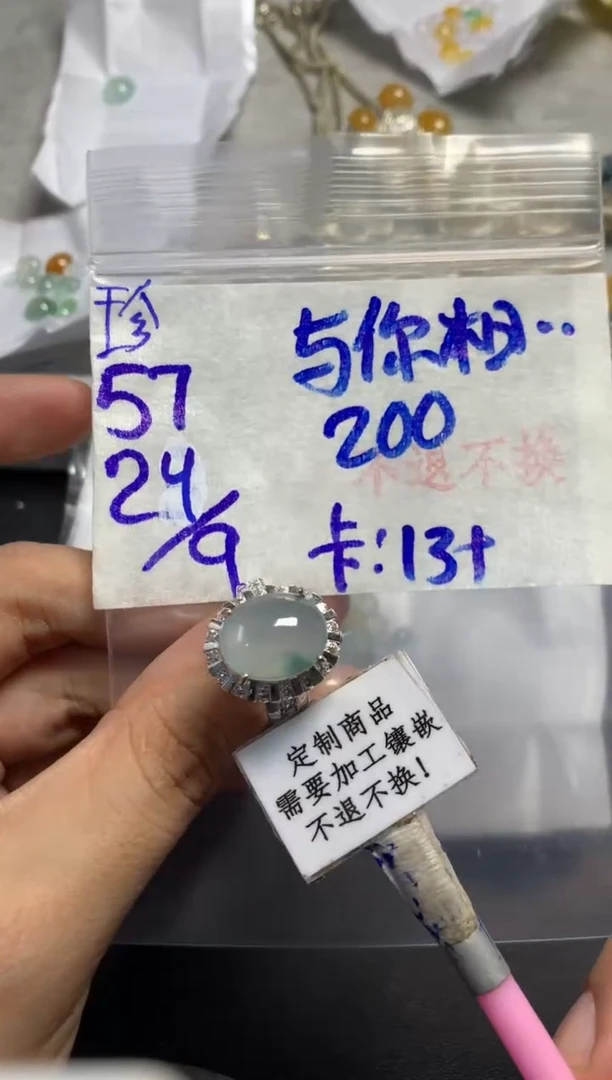 珍
57
24/9
与你相..
200
不退不换
卡:13+
定制商品
需要加工镶嵌
不退不换!